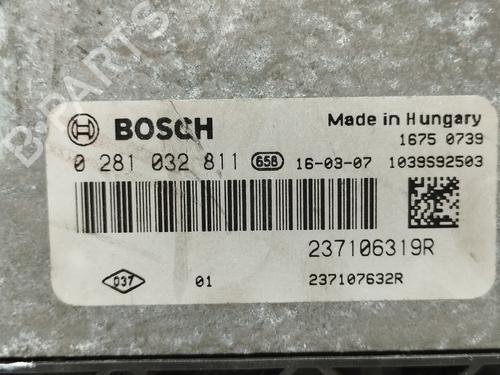 BOSCH
Made in Hungary
1675 0739
0 281 032 811 658 16-03-07 1039S92503
237106319R
037 01 237107632R
B-PARTS